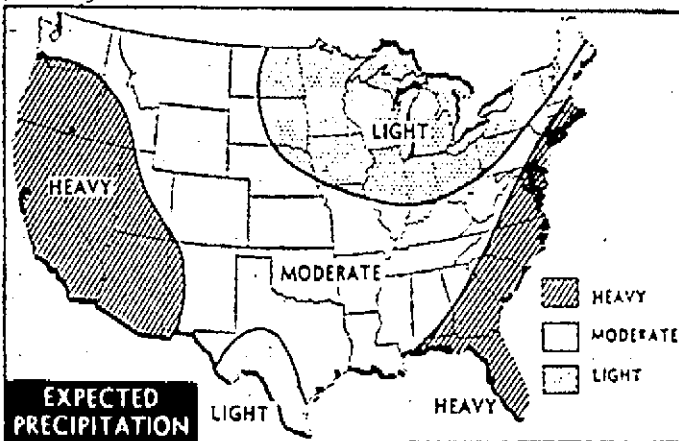 LIGHT
HEAVY
MODERATE
HEAVY
MODERATE
LIGHT
EXPECTED
PRECIPITATION
LIGHT
HEAVY